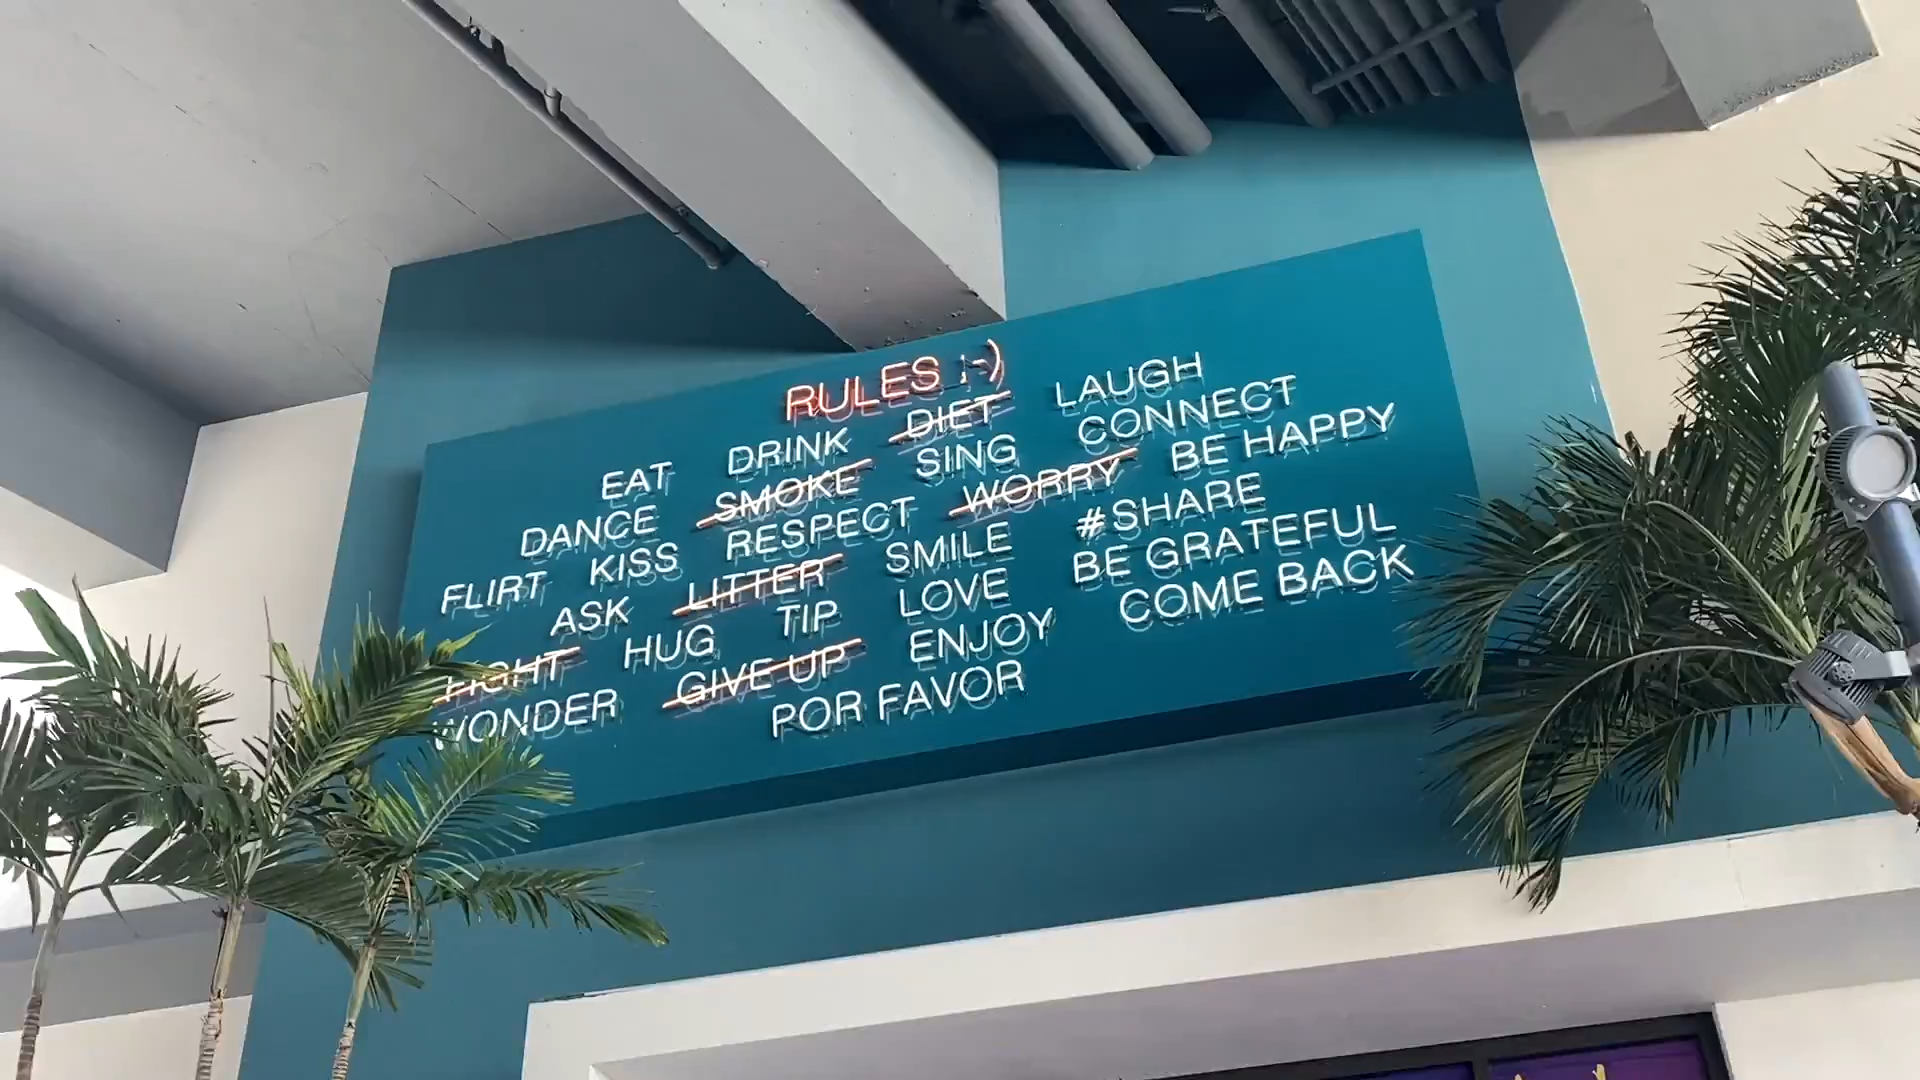 RULES :-)
EAT DRINK DIET LAUGH
DANCE SMOKE SING CONNECT
FLIRT KISS RESPECT WORRY BE HAPPY
ASK LITTER SMILE #SHARE
FIGHT HUG TIP LOVE BE GRATEFUL
WONDER GIVE UP ENJOY COME BACK
POR FAVOR